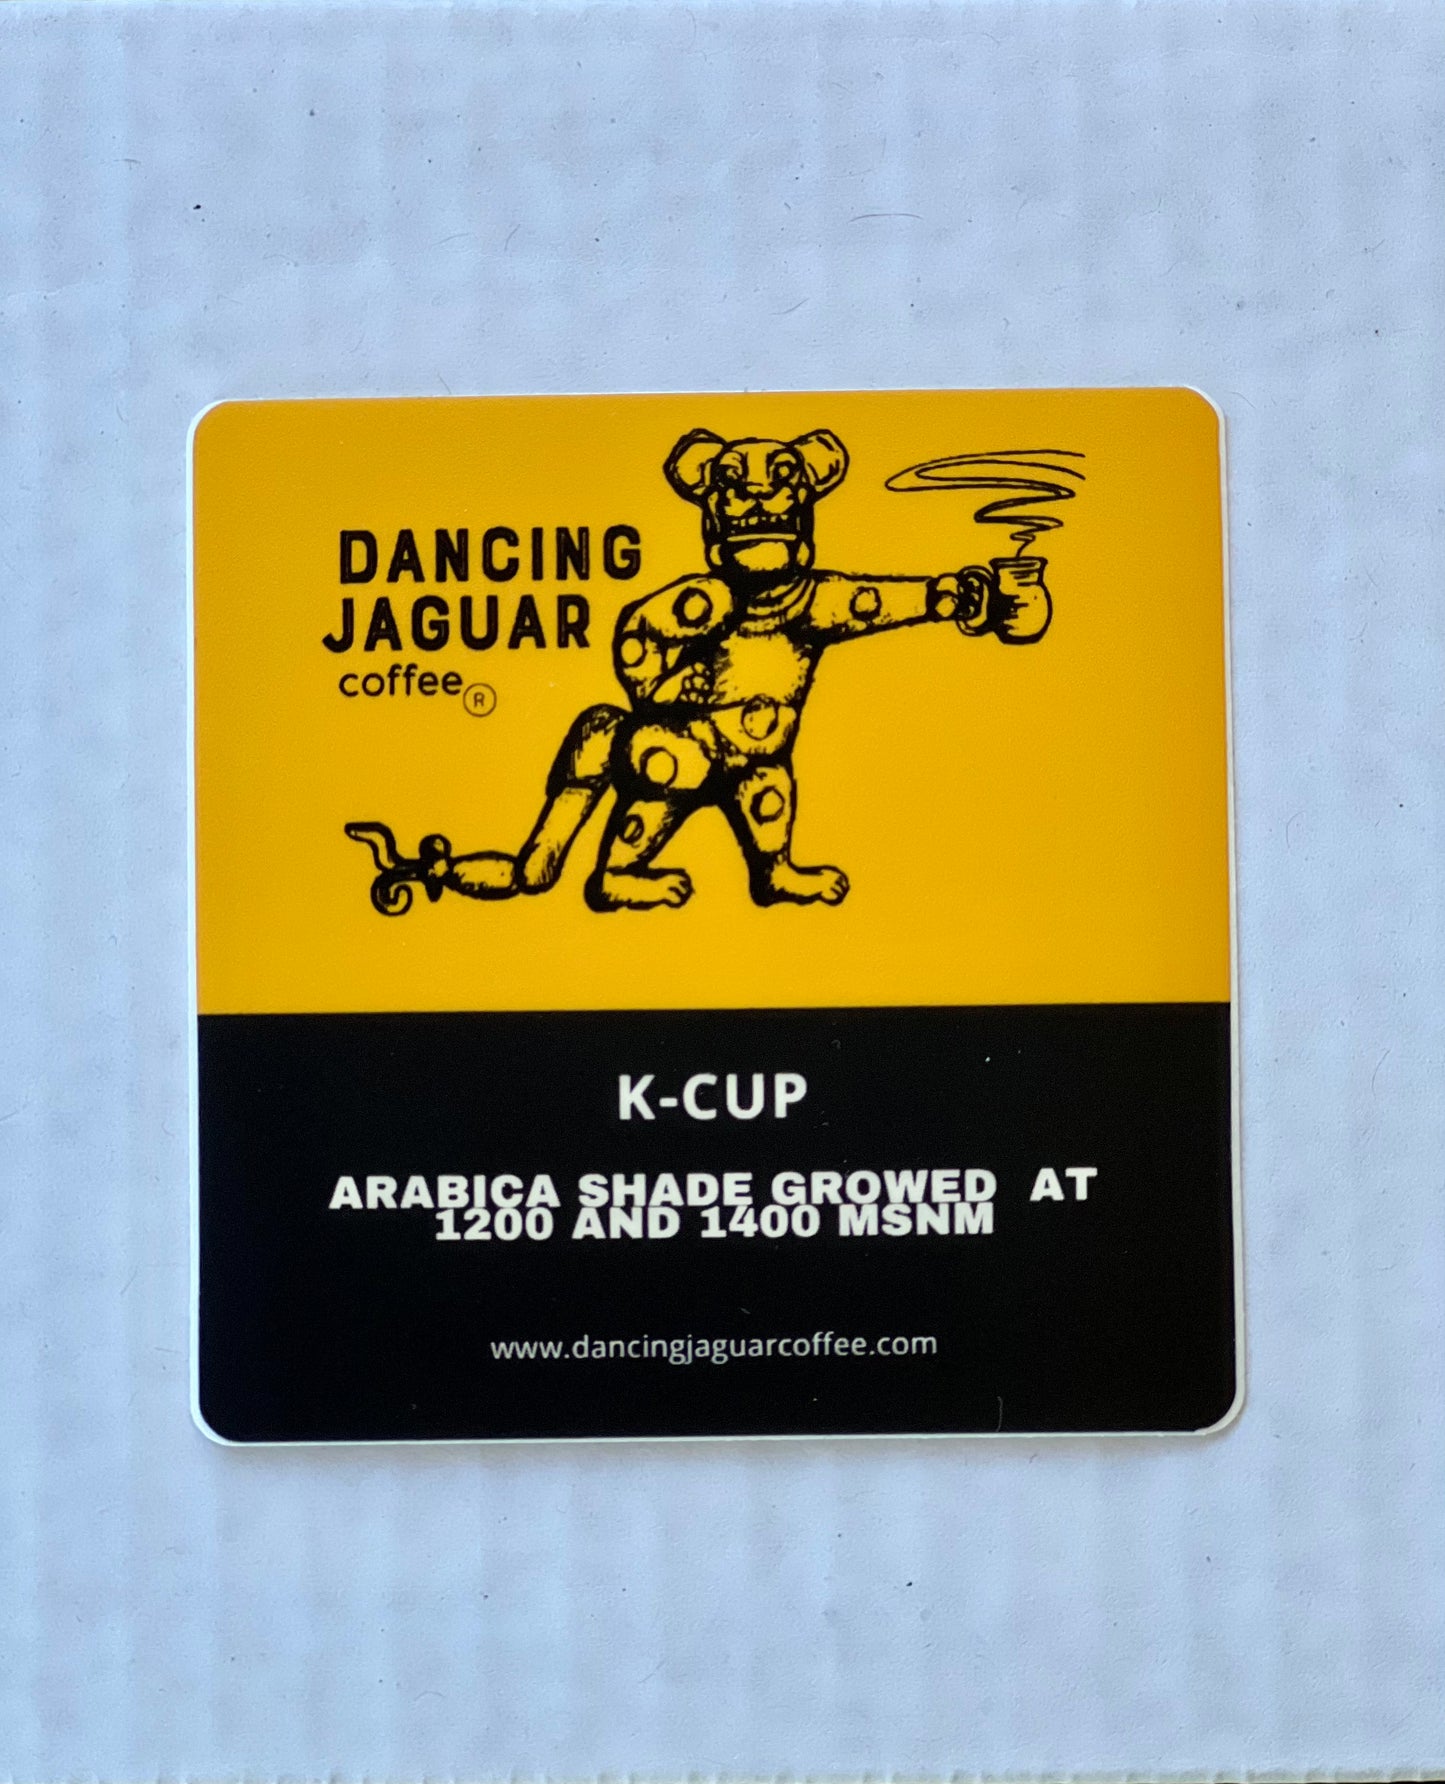 DANCING
JAGUAR
coffee®
K-CUP
ARABICA SHADE GROWED AT
1200 AND 1400 MSNM
www.dancingjaguarcoffee.com